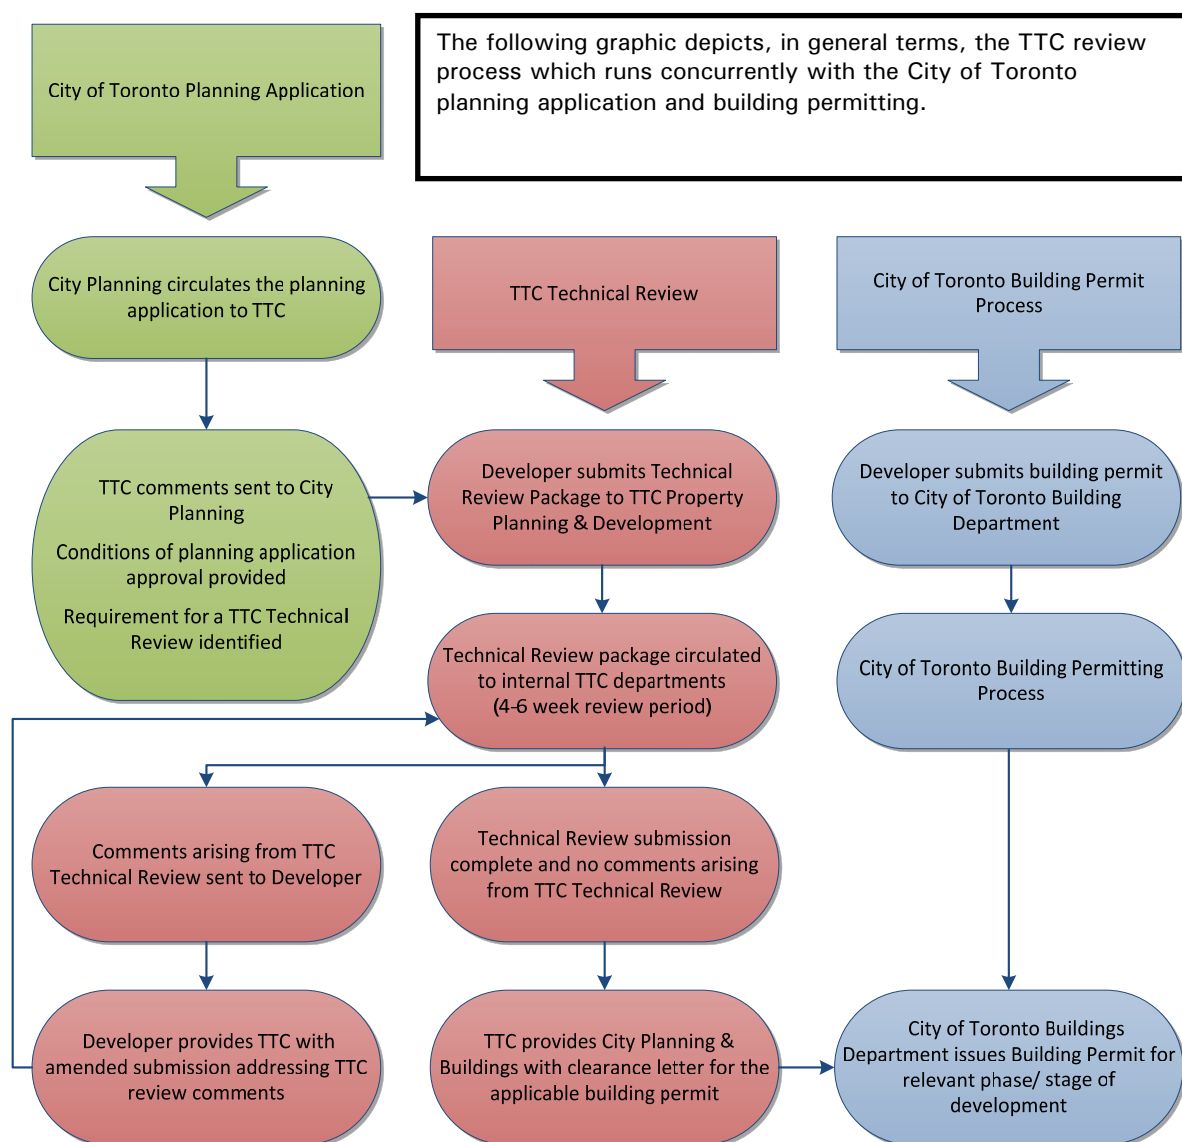 The following graphic depicts, in general terms, the TTC review
process which runs concurrently with the City of Toronto
planning application and building permitting.
City of Toronto Planning Application
City Planning circulates the planning
application to TTC
TTC comments sent to City
Planning
Conditions of planning application
approval provided
Requirement for a TTC Technical
Review identified
TTC Technical Review
Developer submits Technical
Review Package to TTC Property
Planning & Development
Technical Review package circulated
to internal TTC departments
(4-6 week review period)
Comments arising from TTC
Technical Review sent to Developer
Developer provides TTC with
amended submission addressing TTC
review comments
Technical Review submission
complete and no comments arising
from TTC Technical Review
TTC provides City Planning &
Buildings with clearance letter for the
applicable building permit
City of Toronto Building Permit
Process
Developer submits building permit
to City of Toronto Building
Department
City of Toronto Building Permitting
Process
City of Toronto Buildings
Department issues Building Permit for
relevant phase/ stage of
development